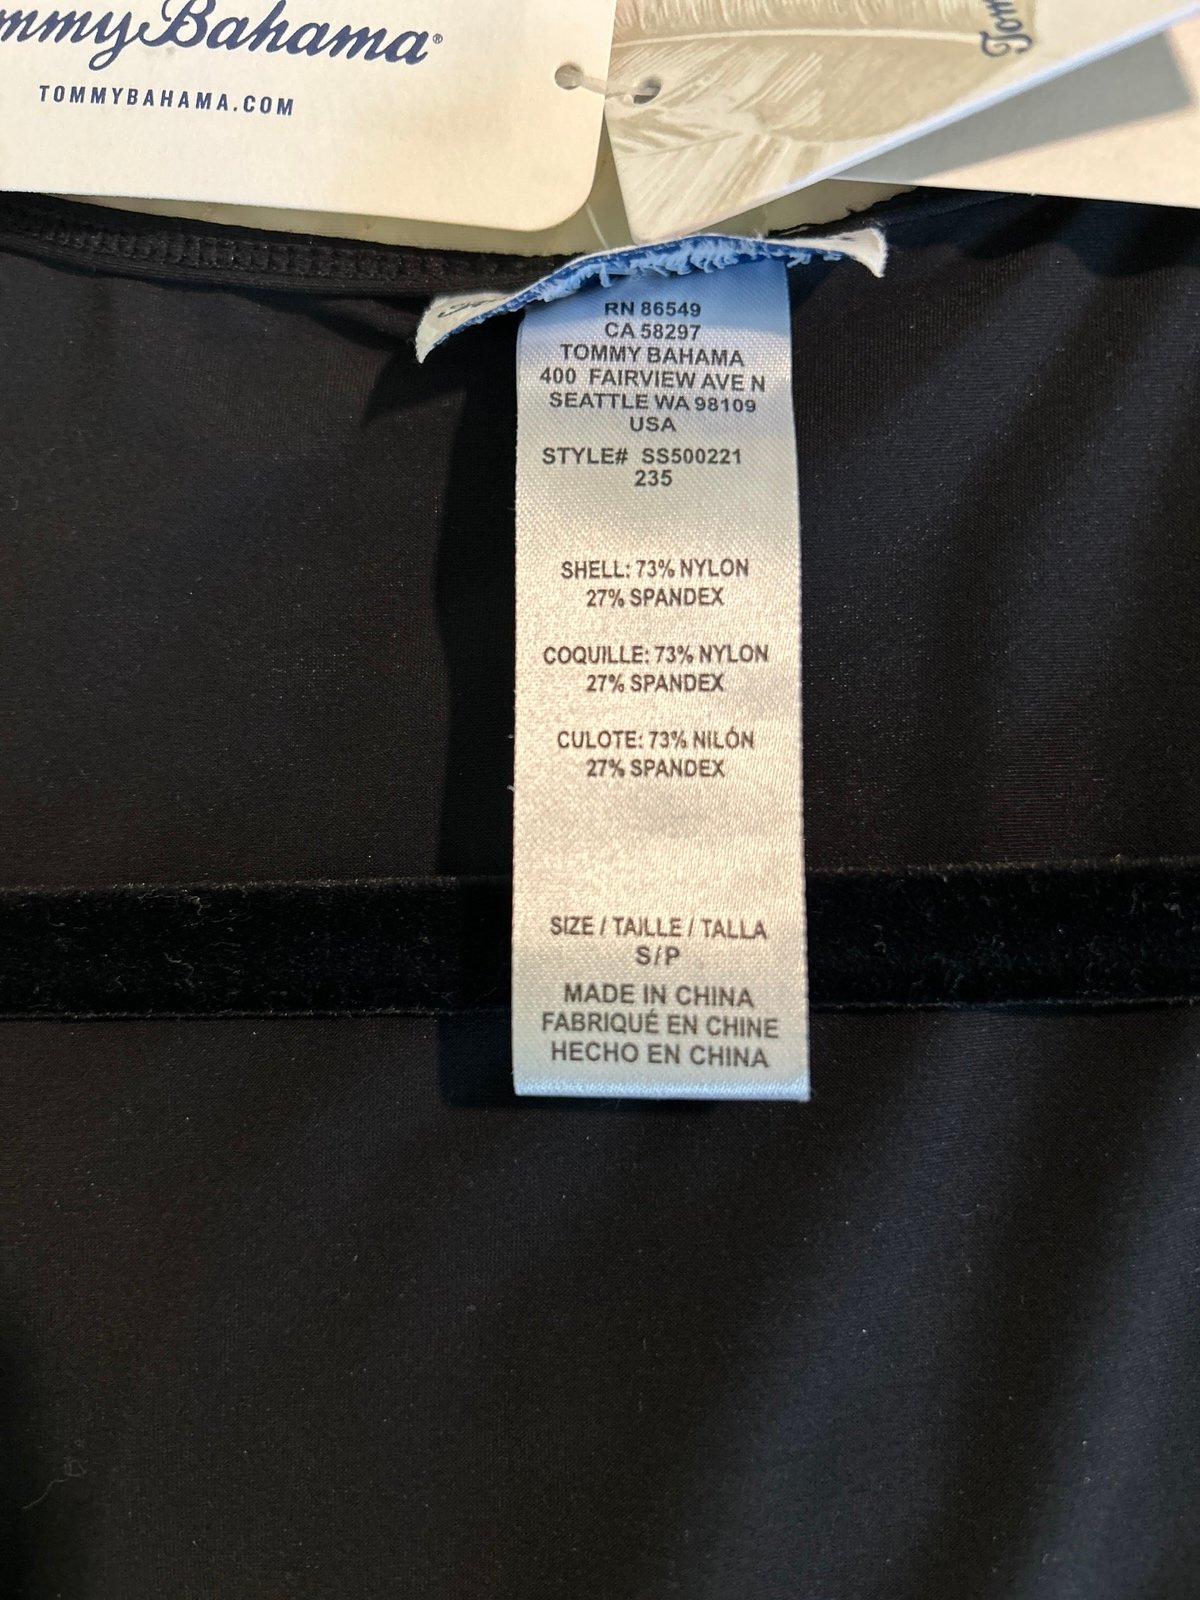 Bahama®
TOMMYBAHAMA.COM
RN 86549
CA 58297
TOMMY BAHAMA
400 FAIRVIEW AVE N
SEATTLE WA 98109
USA
STYLE# SS500221
235
SHELL: 73% NYLON
27% SPANDEX
COQUILLE: 73% NYLON
27% SPANDEX
CULOTE: 73% NILÓN
27% SPANDEX
SIZE / TAILLE / TALLA
S/P
MADE IN CHINA
FABRIQUÉ EN CHINE
HECHO EN CHINA